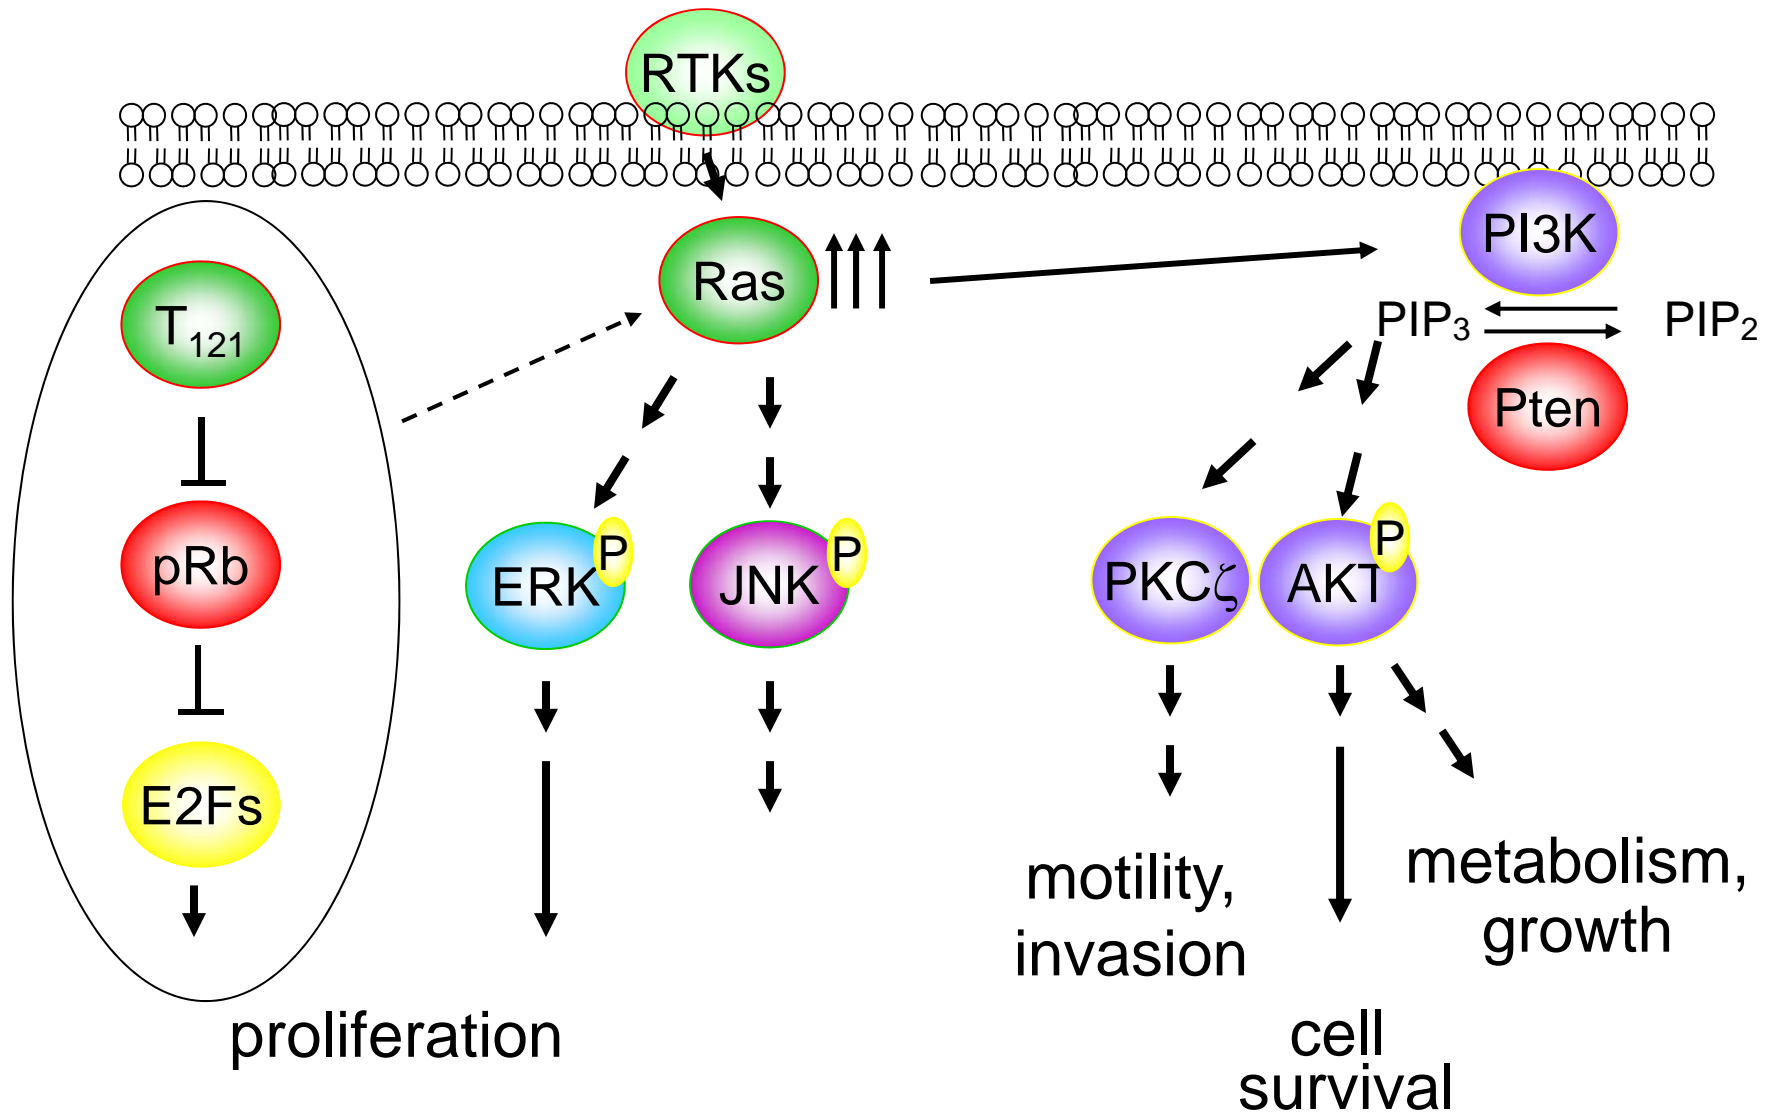 RTKs
Ras
PI3K
T121
PIP3
PIP2
Pten
pRb
ERK
P
JNK
P
PKCζ
AKT
P
E2Fs
motility,
invasion
metabolism,
growth
proliferation
cell
survival